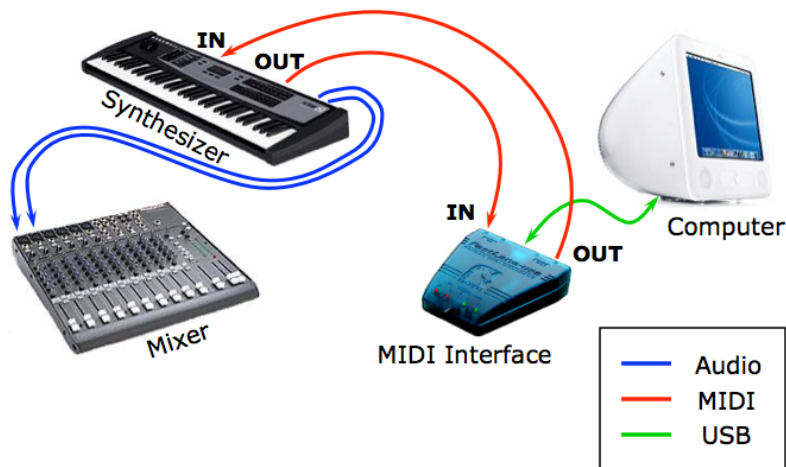 IN
OUT
Synthesizer
IN
OUT
Computer
Mixer
MIDI Interface
Audio
MIDI
USB